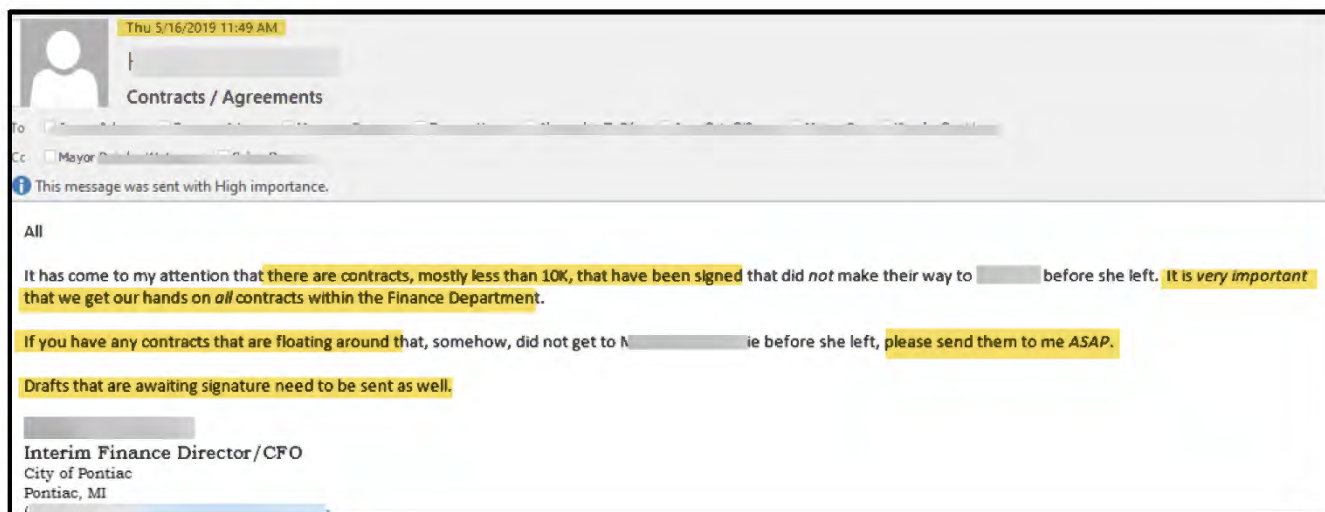 Thu 5/16/2019 11:49 AM
Contracts / Agreements
To
Cc Mayor
This message was sent with High importance.
All
It has come to my attention that there are contracts, mostly less than 10K, that have been signed that did not make their way to before she left. It is very important
that we get our hands on all contracts within the Finance Department.
If you have any contracts that are floating around that, somehow, did not get to ie before she left, please send them to me ASAP.
Drafts that are awaiting signature need to be sent as well.
Interim Finance Director/CFO
City of Pontiac
Pontiac, MI